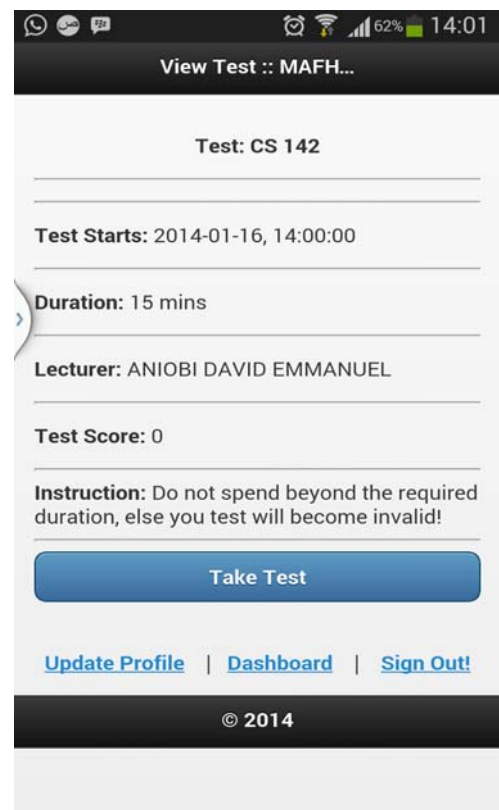 62% 14:01
View Test :: MAFH...
Test: CS 142
Test Starts: 2014-01-16, 14:00:00
Duration: 15 mins
Lecturer: ANIOBI DAVID EMMANUEL
Test Score: 0
Instruction: Do not spend beyond the required
duration, else you test will become invalid!
Take Test
Update Profile | Dashboard | Sign Out!
© 2014